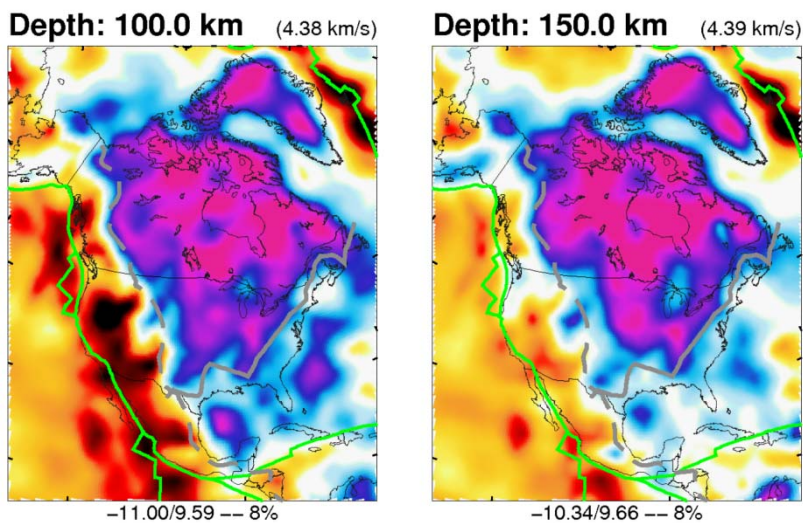 Depth: 100.0 km (4.38 km/s)
Depth: 150.0 km (4.39 km/s)
−11.00/9.59 −− 8%
−10.34/9.66 −− 8%